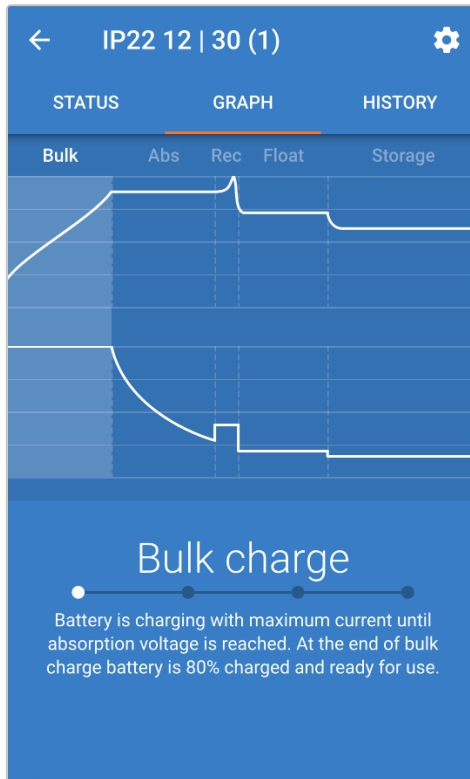 IP22 12 | 30 (1)
STATUS GRAPH HISTORY
Bulk Abs Rec Float Storage
Bulk charge
Battery is charging with maximum current until
absorption voltage is reached. At the end of bulk
charge battery is 80% charged and ready for use.